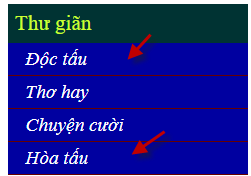 Thư giãn
Độc tấu
Thơ hay
Chuyện cười
Hòa tấu